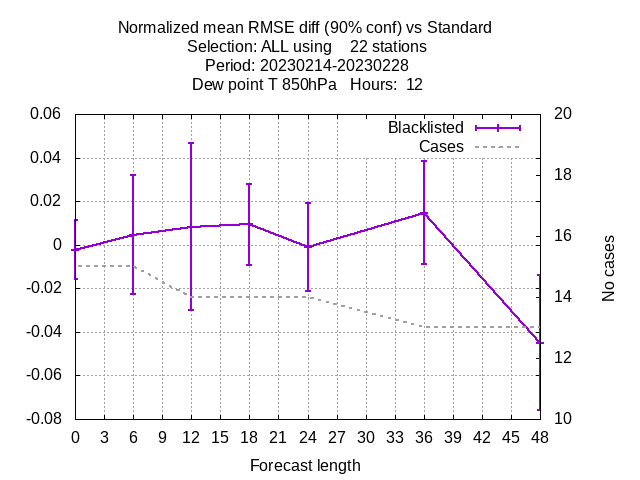 Normalized mean RMSE diff (90% conf) vs Standard
Selection: ALL using    22 stations
Period: 20230214-20230228
Dew point T 850hPa   Hours:  12
Blacklisted
Cases
0.06
0.04
0.02
0
-0.02
-0.04
-0.06
-0.08
20
18
16
14
12
10
No cases
0 3 6 9 12 15 18 21 24 27 30 33 36 39 42 45 48
Forecast length